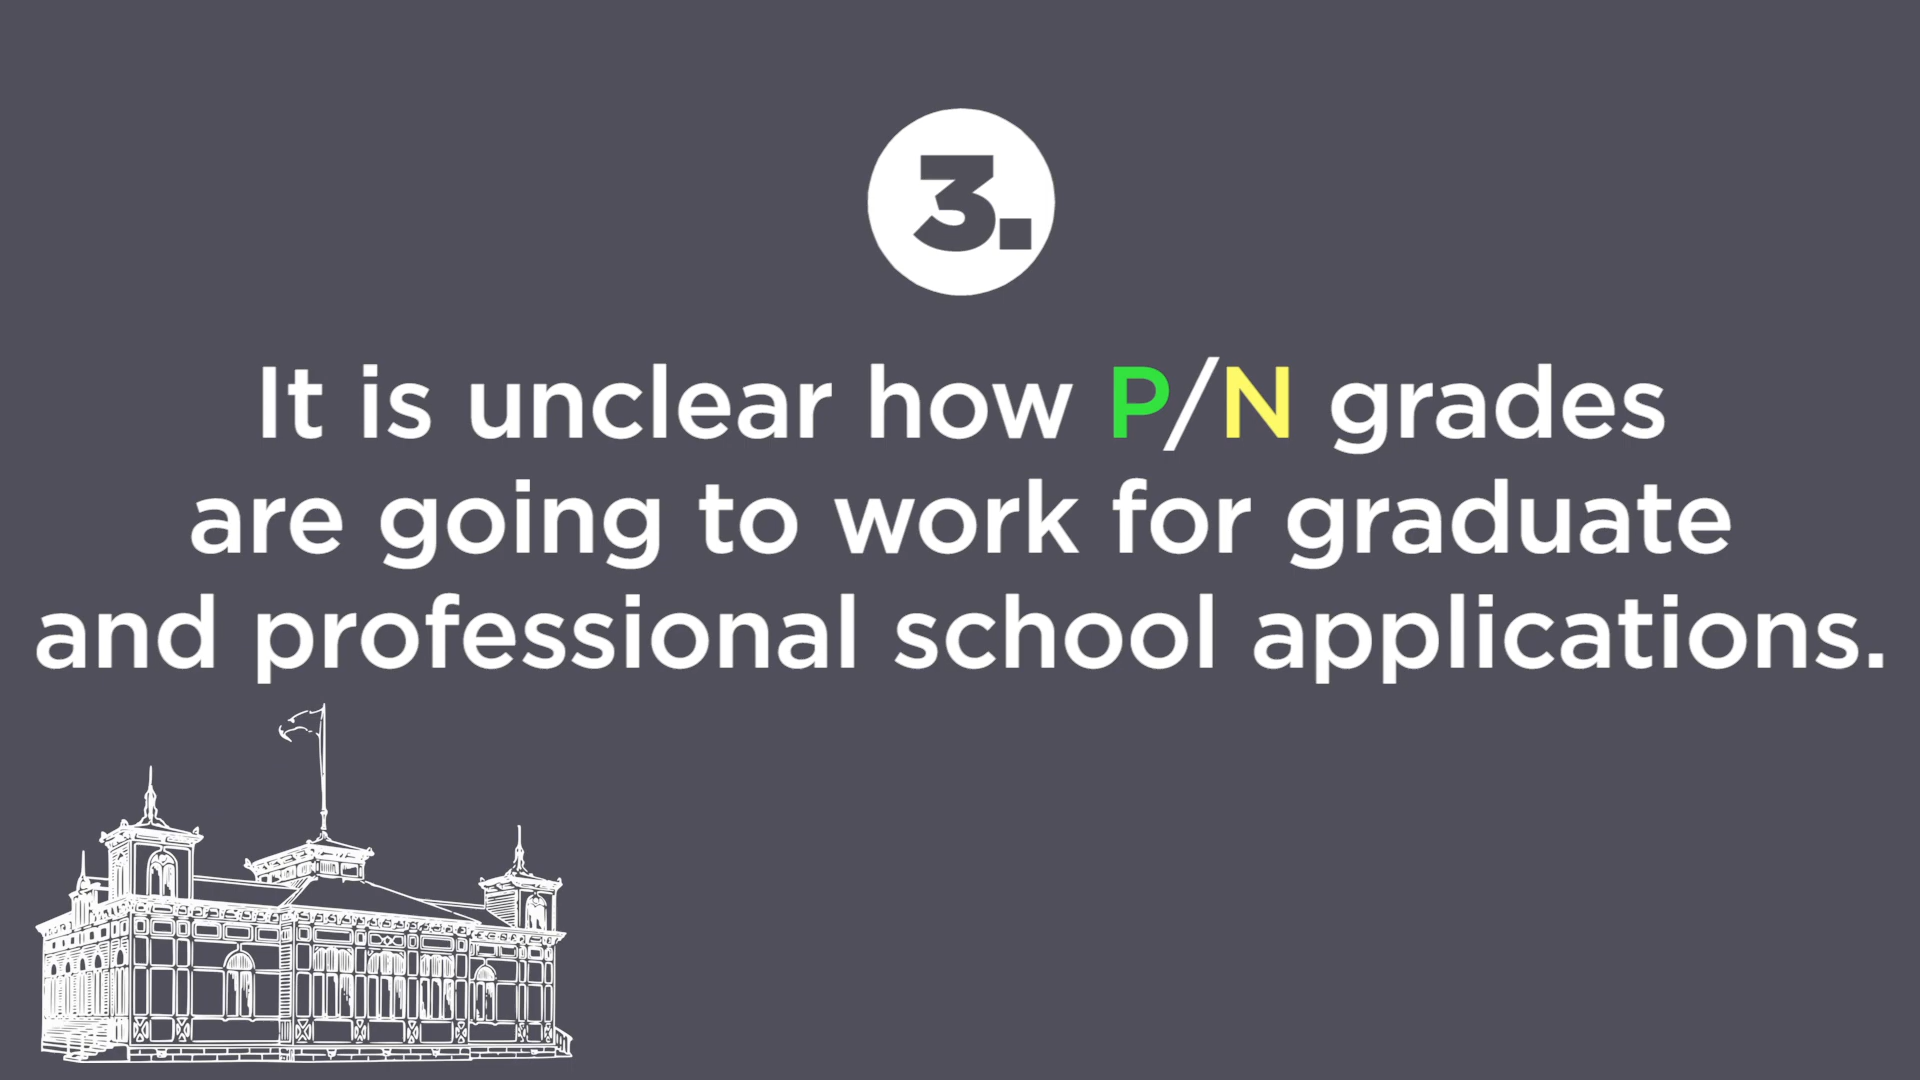 3.
It is unclear how P/N grades
are going to work for graduate
and professional school applications.